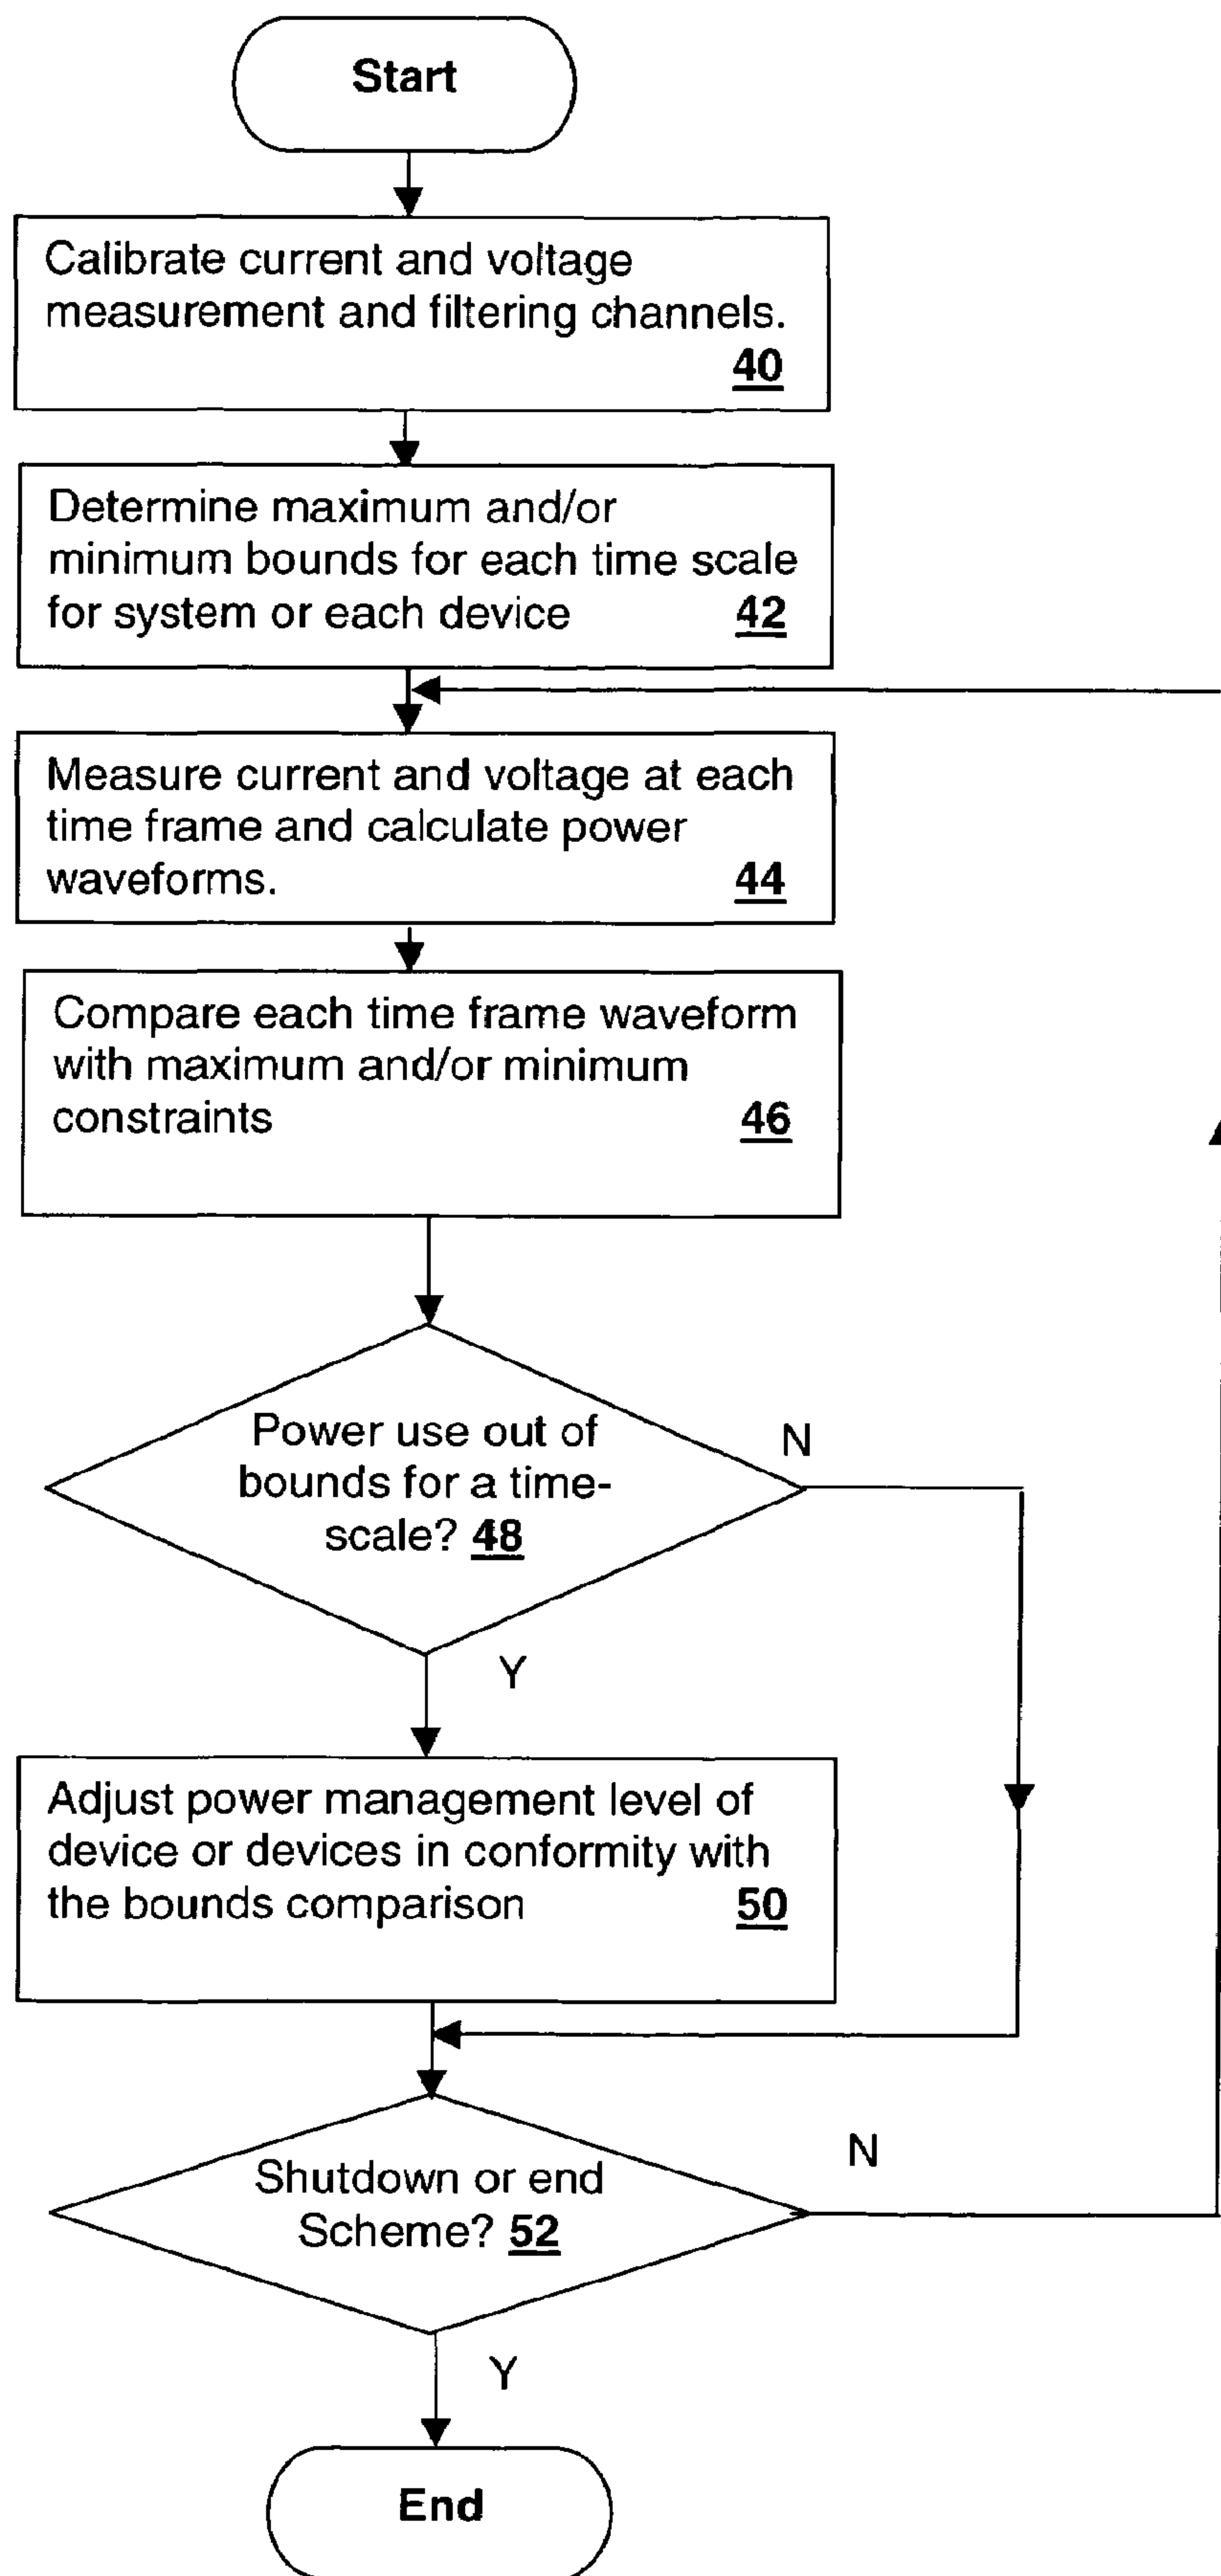 Start
Calibrate current and voltage
measurement and filtering channels.
40
Determine maximum and/or
minimum bounds for each time scale
for system or each device 42
Measure current and voltage at each
time frame and calculate power
waveforms. 44
Compare each time frame waveform
with maximum and/or minimum
constraints 46
Power use out of
bounds for a time-
scale? 48
N
Y
Adjust power management level of
device or devices in conformity with
the bounds comparison 50
Shutdown or end
Scheme? 52
N
Y
End